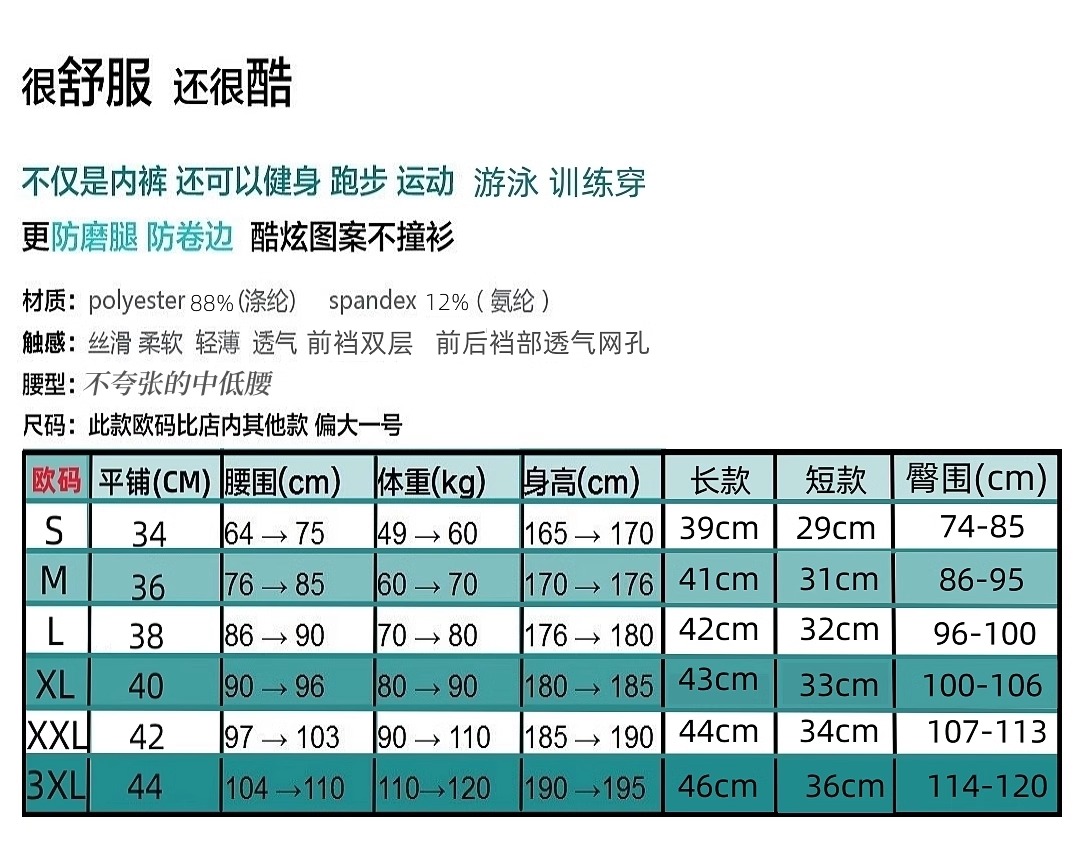 很舒服 还很酷
不仅是内裤 还可以健身 跑步 运动 游泳 训练穿
更防磨腿 防卷边 酷炫图案不撞衫
材质：polyester 88% (涤纶) spandex 12% ( 氨纶 )
触感：丝滑 柔软 轻薄 透气 前裆双层 前后裆部透气网孔
腰型：不夸张的中低腰
尺码：此款欧码比店内其他款 偏大一号
欧码 平铺(CM) 腰围(cm) 体重(kg) 身高(cm) 长款 短款 臀围(cm)
S 34 64 → 75 49 → 60 165 → 170 39cm 29cm 74-85
M 36 76 → 85 60 → 70 170 → 176 41cm 31cm 86-95
L 38 86 → 90 70 → 80 176 → 180 42cm 32cm 96-100
XL 40 90 → 96 80 → 90 180 → 185 43cm 33cm 100-106
XXL 42 97 → 103 90 → 110 185 → 190 44cm 34cm 107-113
3XL 44 104 →110 110→120 190 →195 46cm 36cm 114-120